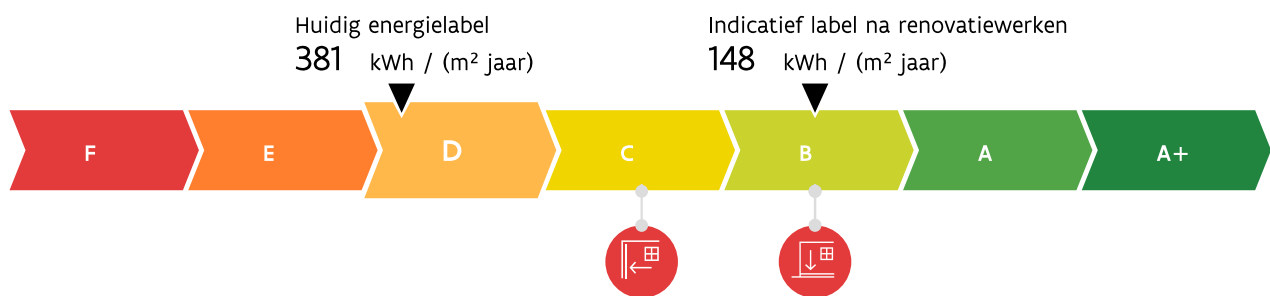 Huidig energielabel
381 kWh / (m² jaar)
Indicatief label na renovatiewerken
148 kWh / (m² jaar)
F E D C B A A+